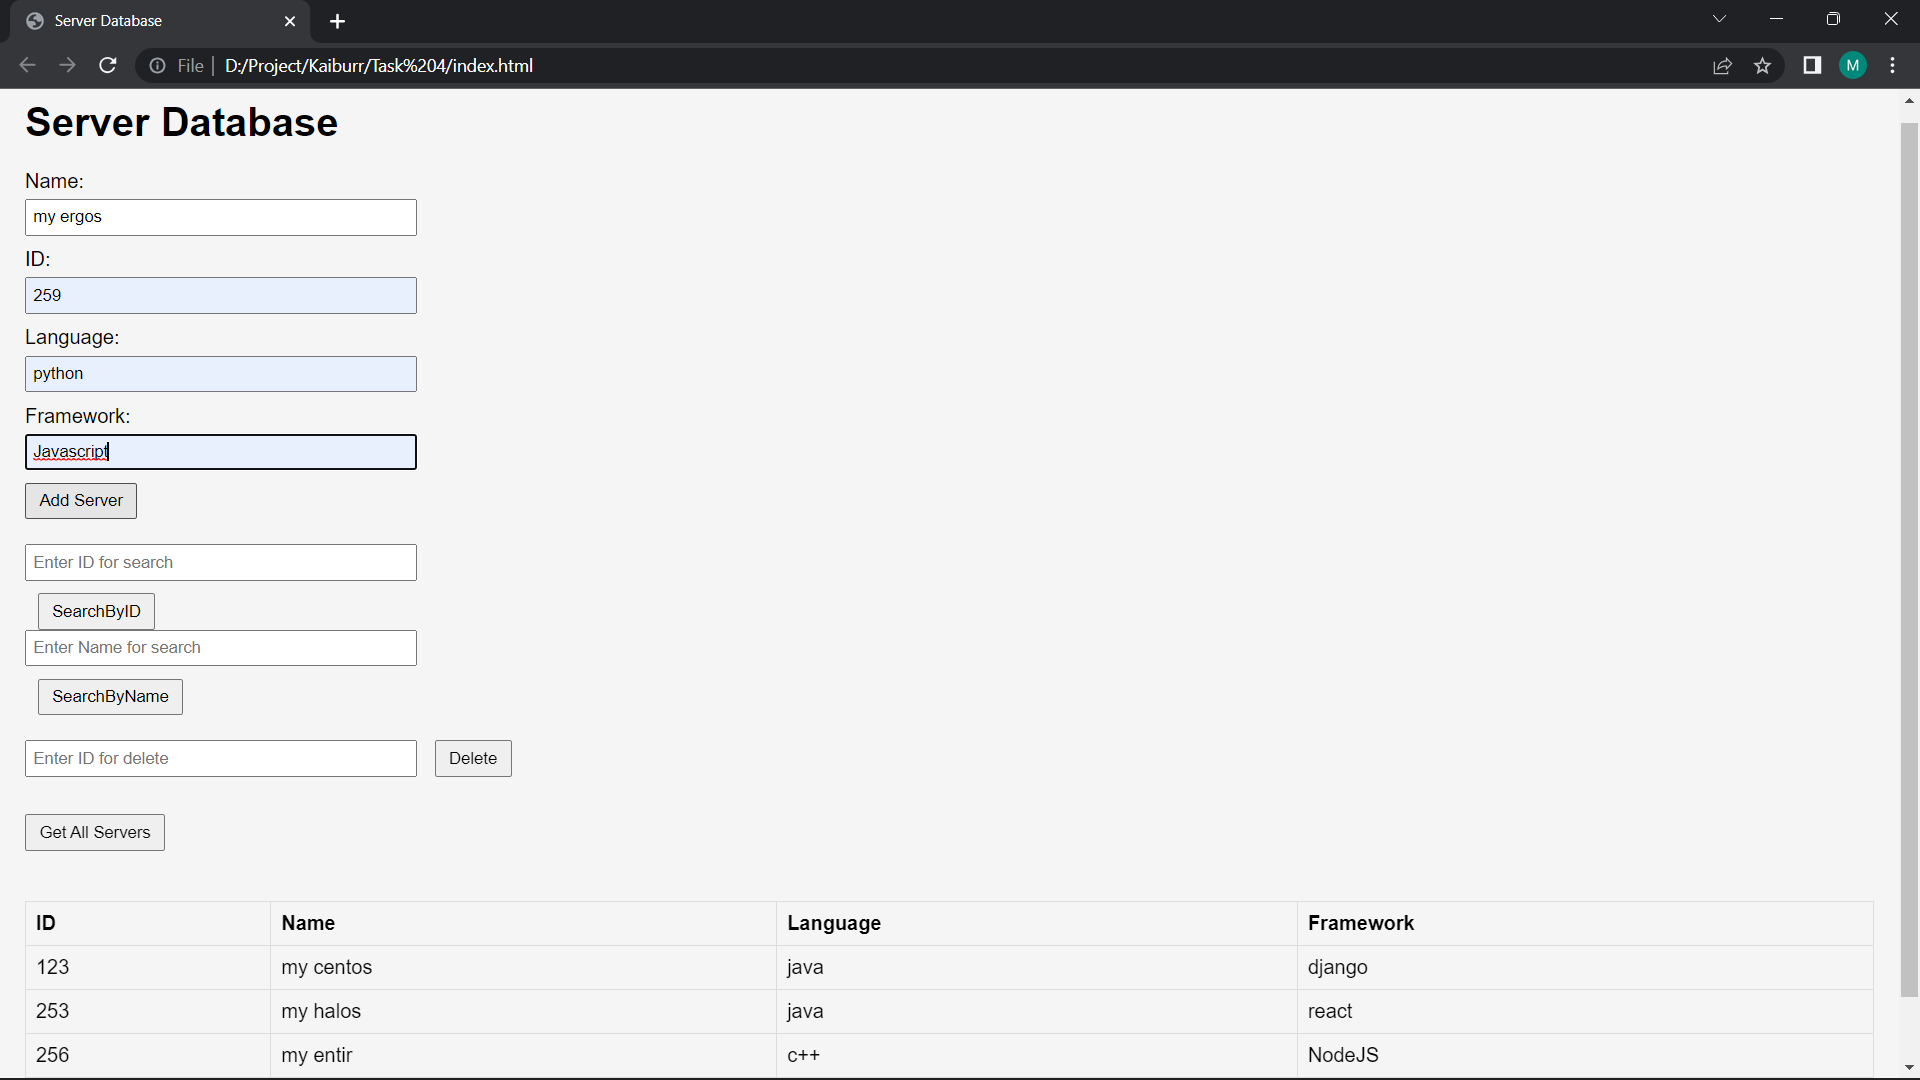 Server Database
File | D:/Project/Kaiburr/Task%204/index.html
M
Server Database
Name:
my ergos
ID:
259
Language:
python
Framework:
Javascript
Add Server
Enter ID for search
SearchByID
Enter Name for search
SearchByName
Enter ID for delete Delete
Get All Servers
ID Name Language Framework
123 my centos java django
253 my halos java react
256 my entir c++ NodeJS